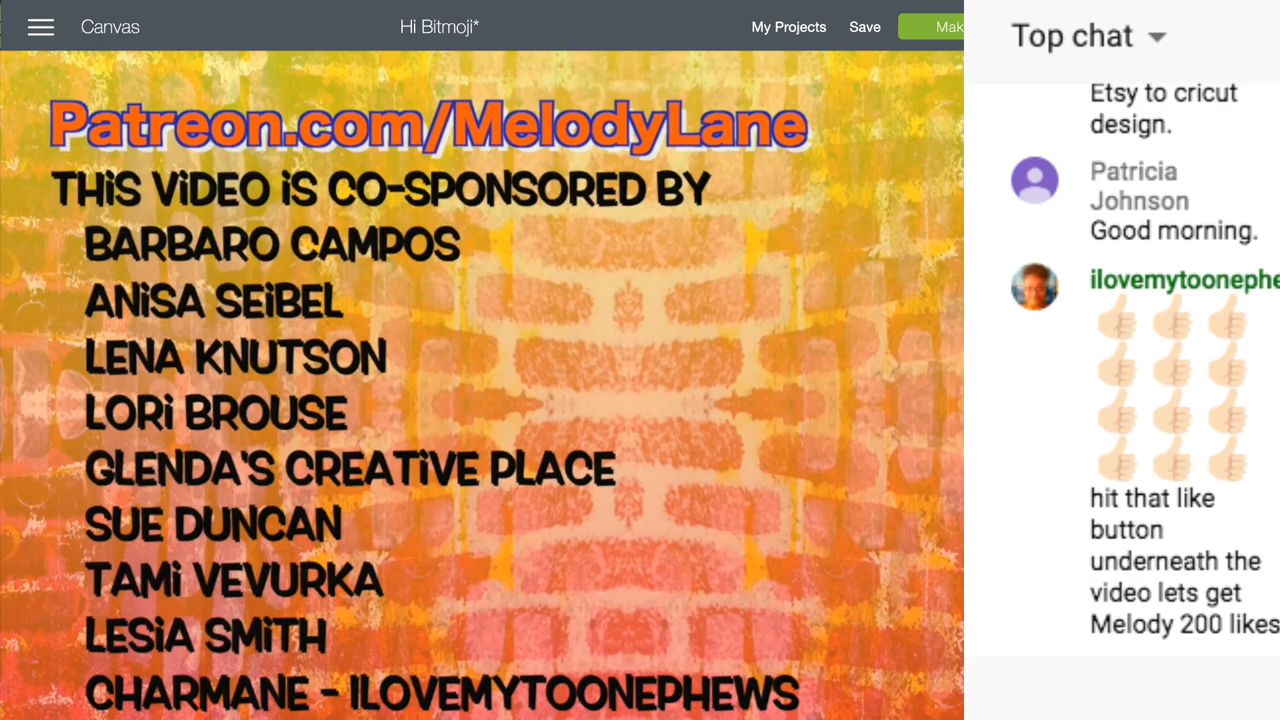 Canvas
Hi Bitmoji*
My Projects
Save
Mak
Patreon.com/MelodyLane
THiS ViDEO iS CO-SPONSORED BY
BARBARO CAMPOS
ANiSA SEiBEL
LENA KNUTSON
LORi BROUSE
GLENDA'S CREATiVE PLACE
SUE DUNCAN
TAMi VEVURKA
LESiA SMiTH
CHARMANE - ILOVEMYTOONEPHEWS
Top chat
Etsy to cricut
design.
Patricia
Johnson
Good morning.
ilovemytoonephe
hit that like
button
underneath the
video lets get
Melody 200 likes